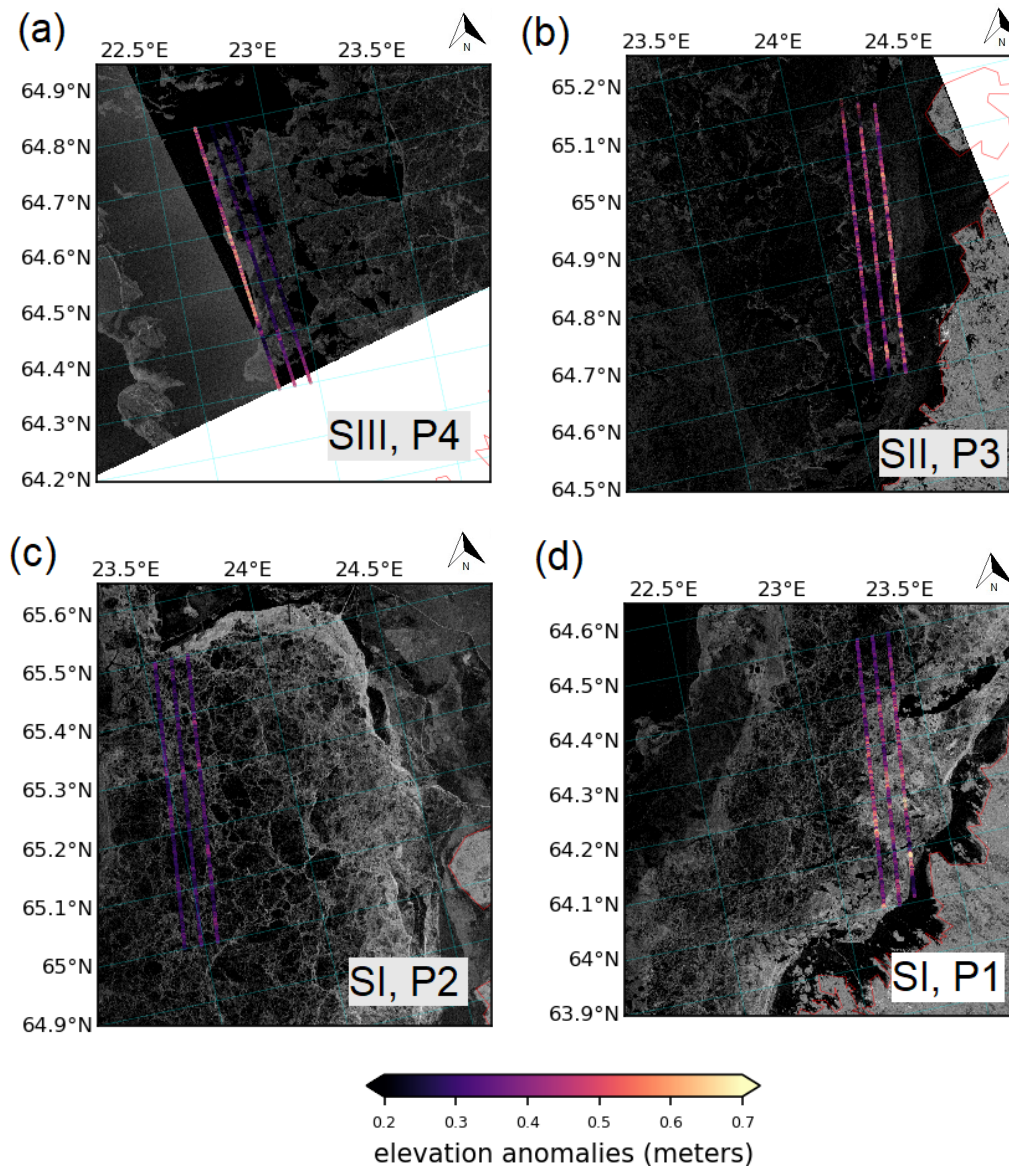 (a)
N
22.5°E 23°E 23.5°E
64.9°N
64.8°N
64.7°N
64.6°N
64.5°N
64.4°N
64.3°N
64.2°N
SIII, P4
(b)
N
23.5°E 24°E 24.5°E
65.2°N
65.1°N
65°N
64.9°N
64.8°N
64.7°N
64.6°N
64.5°N
SII, P3
(c)
N
23.5°E 24°E 24.5°E
65.6°N
65.5°N
65.4°N
65.3°N
65.2°N
65.1°N
65°N
64.9°N
SI, P2
(d)
N
22.5°E 23°E 23.5°E
64.6°N
64.5°N
64.4°N
64.3°N
64.2°N
64.1°N
64°N
63.9°N
SI, P1
0.2 0.3 0.4 0.5 0.6 0.7
elevation anomalies (meters)